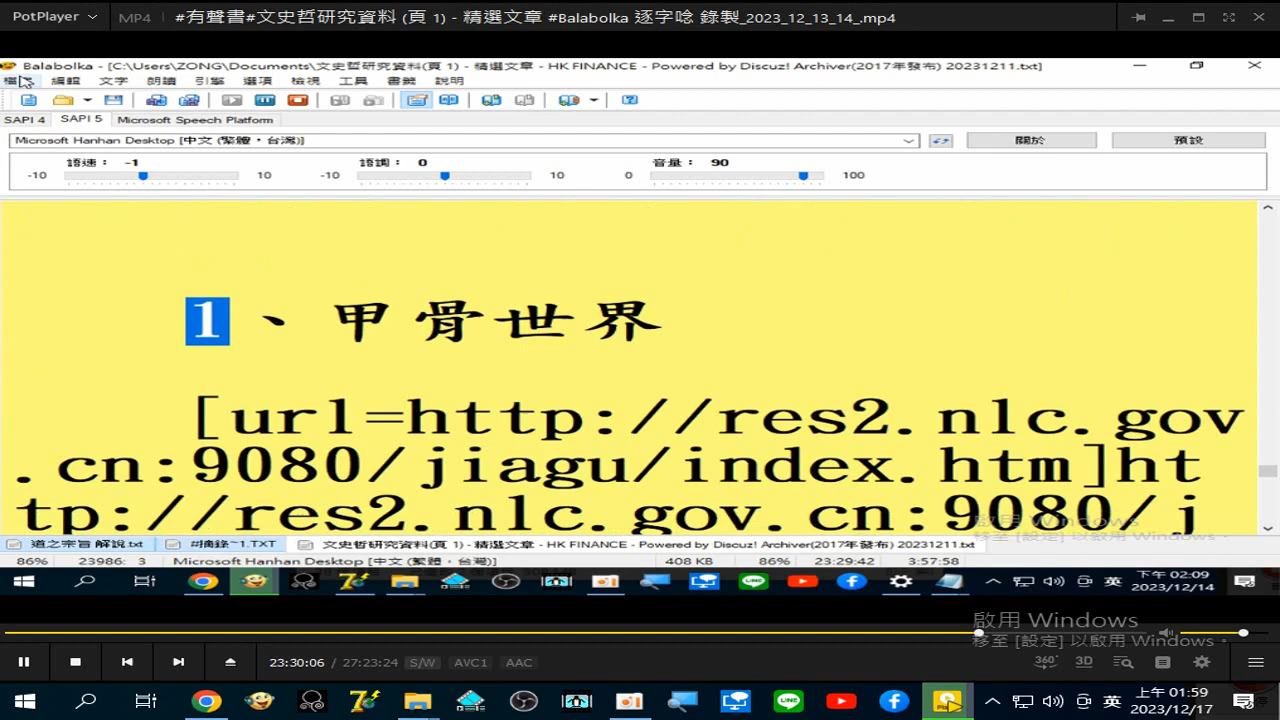 PotPlayer MP4 #有聲書#文史哲研究資料 (頁 1) - 精選文章 #Balabolka 逐字唸 錄製_2023_12_13_14_.mp4
Balabolka - [C:\Users\ZONG\Documents\文史哲研究資料(頁 1) - 精選文章 - HK FINANCE - Powered by Discuz! Archiver(2017年發布) 20231211.txt]
檔案 編輯 文字 朗讀 引擎 選項 檢視 工具 書籤 說明
SAPI 4 SAPI 5 Microsoft Speech Platform
Microsoft Hanhan Desktop [中文 (繁體，台灣)] 關於 預設
語速： -1 語調： 0 音量： 90
-10 10 -10 10 0 100
1、甲骨世界
[url=http://res2.nlc.gov
.cn:9080/jiagu/index.htm]ht
tp://res2.nlc.gov.cn:9080/j
啟用 Windows
移至 [設定] 以啟用 Windows。
道之宗旨 解說.txt #摘錄~1.TXT 文史哲研究資料(頁 1) - 精選文章 - HK FINANCE - Powered by Discuz! Archiver(2017年發布) 20231211.txt
86% 23986: 3 Microsoft Hanhan Desktop [中文 (繁體，台灣)] 408 KB 86% 23:29:42 3:57:58
英 下午 02:09
2023/12/14
啟用 Windows
移至 [設定] 以啟用 Windows。
23:30:06 / 27:23:24 S/W AVC1 AAC 360° 3D
英 上午 01:59
2023/12/17